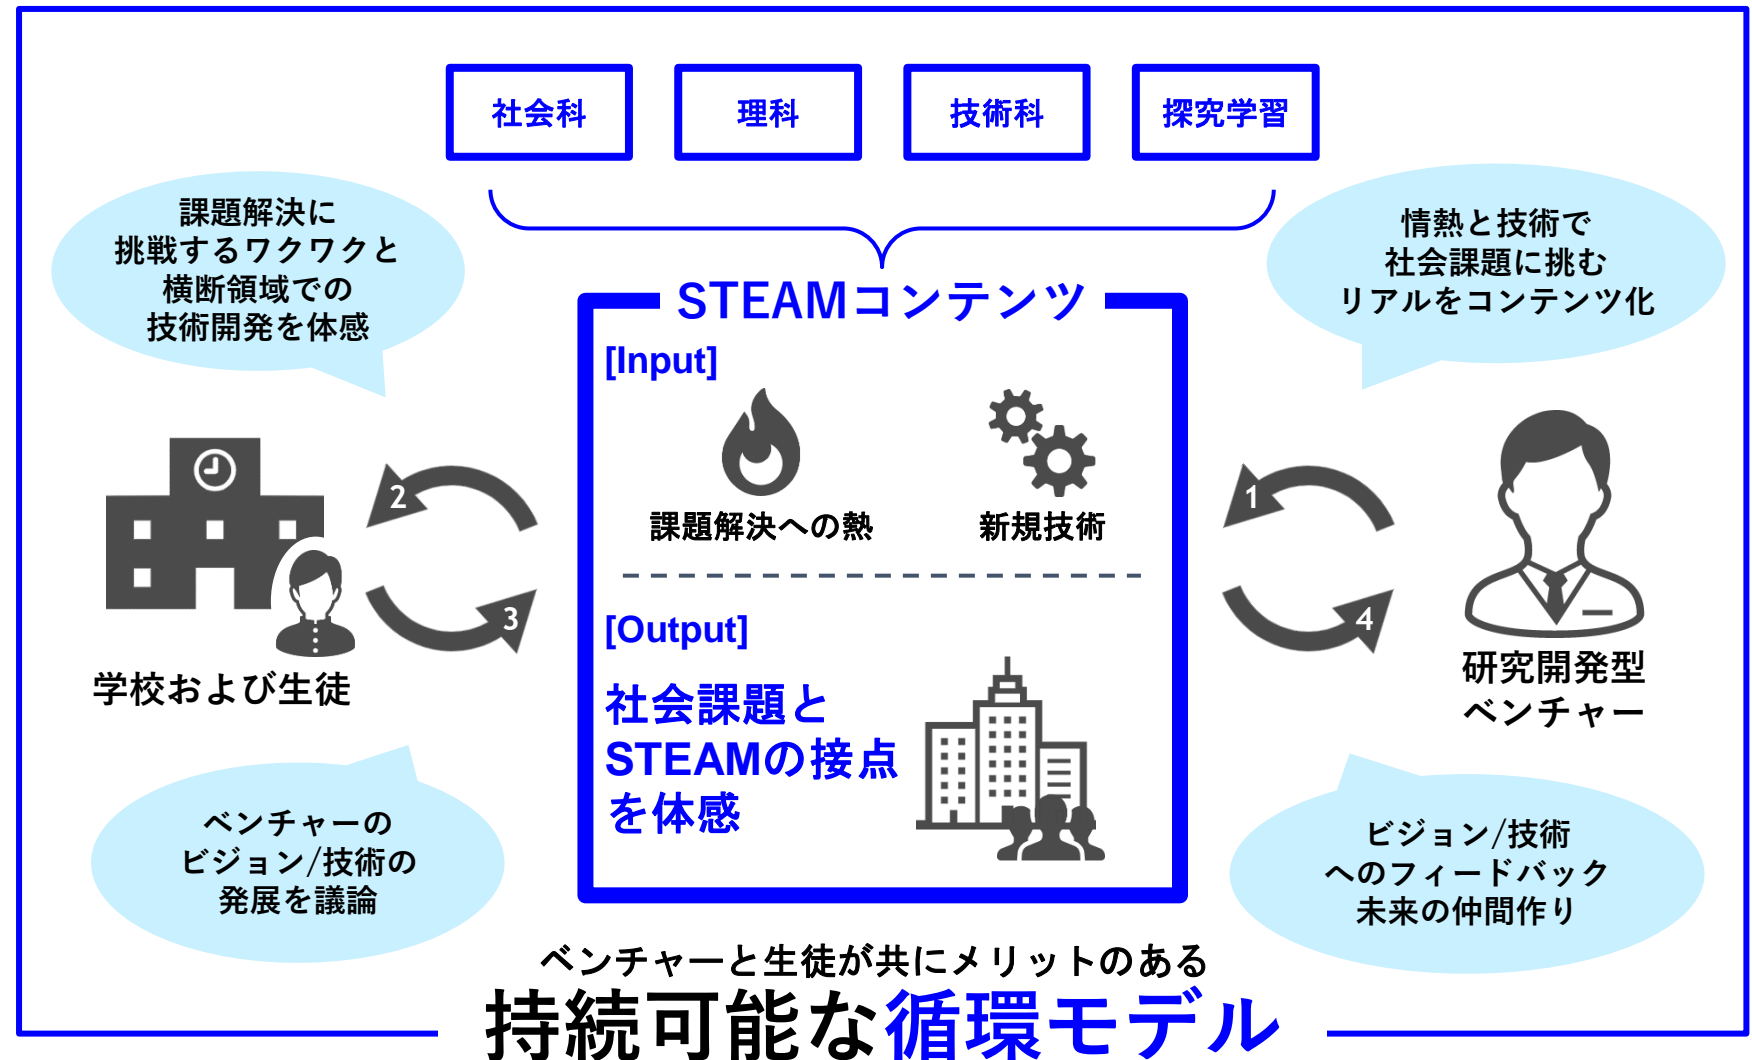 社会科
理科
技術科
探究学習
課題解決に
挑戦するワクワクと
横断領域での
技術開発を体感
情熱と技術で
社会課題に挑む
リアルをコンテンツ化
STEAMコンテンツ
[Input]
課題解決への熱
新規技術
2
1
3
4
[Output]
社会課題と
STEAMの接点
を体感
学校および生徒
研究開発型
ベンチャー
ベンチャーの
ビジョン/技術の
発展を議論
ビジョン/技術
へのフィードバック
未来の仲間作り
ベンチャーと生徒が共にメリットのある
持続可能な循環モデル